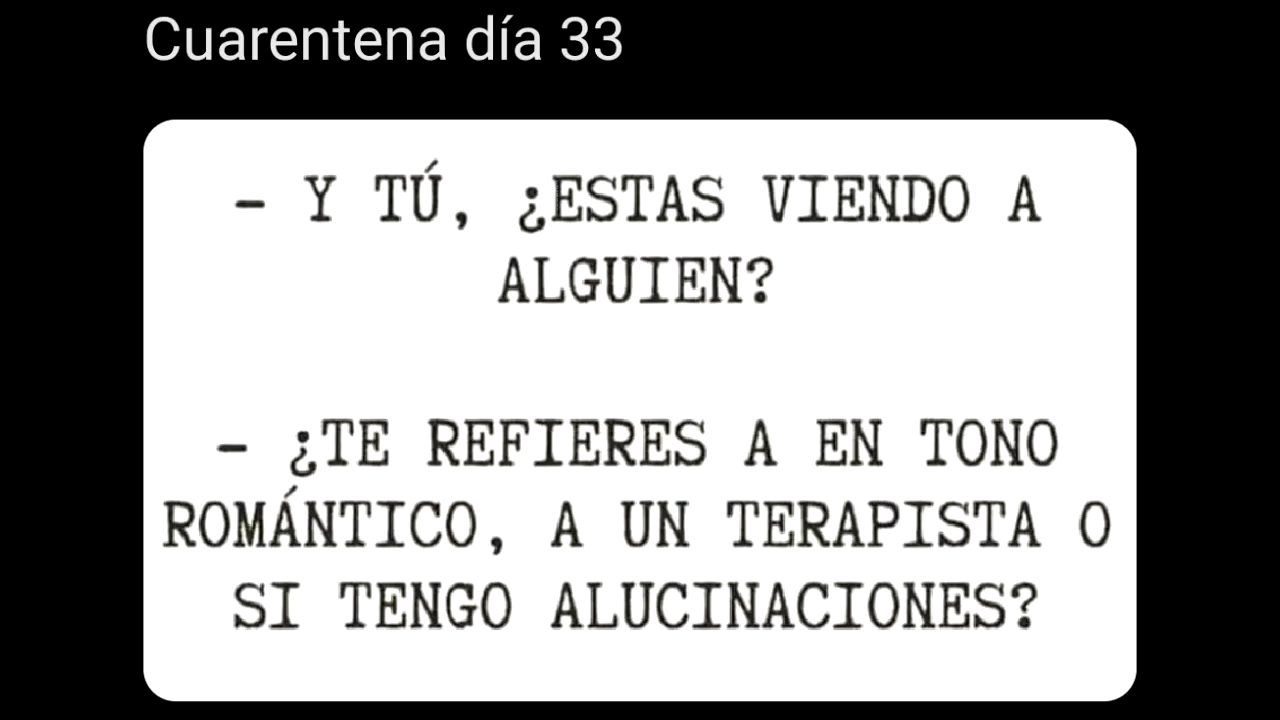 Cuarentena día 33
- Y TÚ, ¿ESTAS VIENDO A
ALGUIEN?
- ¿TE REFIERES A EN TONO
ROMÁNTICO, A UN TERAPISTA O
SI TENGO ALUCINACIONES?